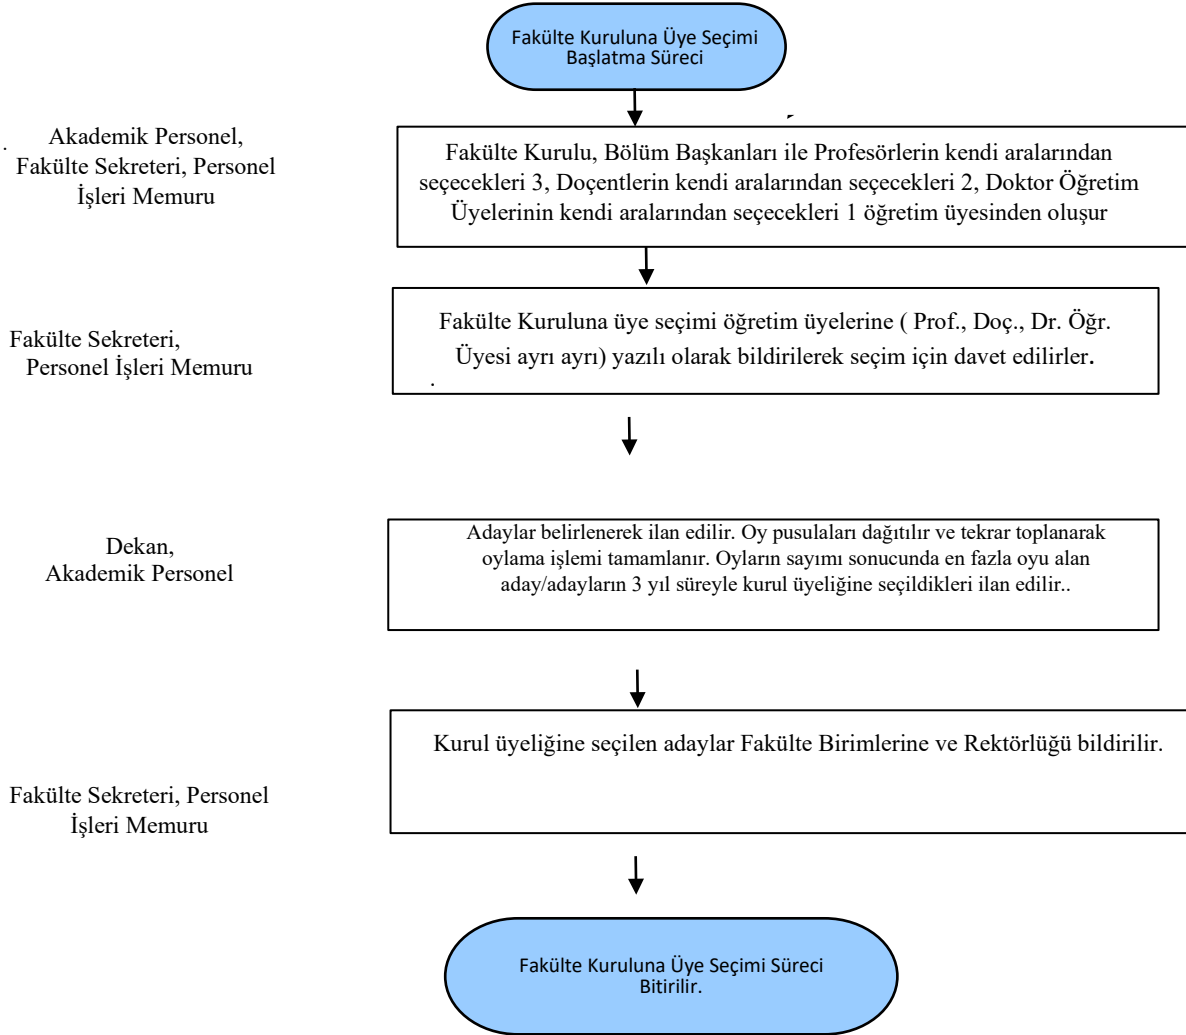 Fakülte Kuruluna Üye Seçimi
Başlatma Süreci
Akademik Personel,
Fakülte Sekreteri, Personel
İşleri Memuru
Fakülte Kurulu, Bölüm Başkanları ile Profesörlerin kendi aralarından
seçecekleri 3, Doçentlerin kendi aralarından seçecekleri 2, Doktor Öğretim
Üyelerinin kendi aralarından seçecekleri 1 öğretim üyesinden oluşur
Fakülte Sekreteri,
Personel İşleri Memuru
Fakülte Kuruluna üye seçimi öğretim üyelerine ( Prof., Doç., Dr. Öğr.
Üyesi ayrı ayrı) yazılı olarak bildirilerek seçim için davet edilirler.
.
Dekan,
Akademik Personel
Adaylar belirlenerek ilan edilir. Oy pusulaları dağıtılır ve tekrar toplanarak
oylama işlemi tamamlanır. Oyların sayımı sonucunda en fazla oyu alan
aday/adayların 3 yıl süreyle kurul üyeliğine seçildikleri ilan edilir..
Fakülte Sekreteri, Personel
İşleri Memuru
Kurul üyeliğine seçilen adaylar Fakülte Birimlerine ve Rektörlüğü bildirilir.
Fakülte Kuruluna Üye Seçimi Süreci
Bitirilir.